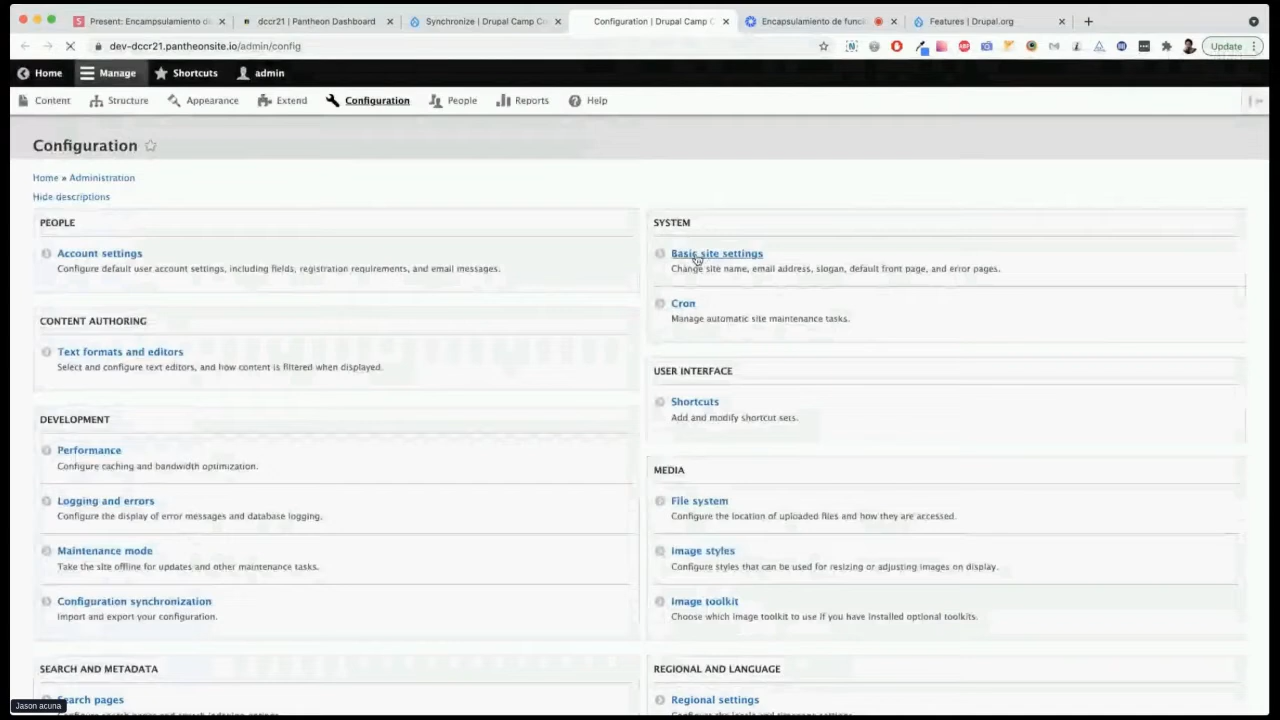 Present: Encampsulamiento d
dccr21 | Pantheon Dashboard
Synchronize | Drupal Camp C
Configuration | Drupal Camp C
Encapsulamiento de func
Features | Drupal.org
dev-dccr21.pantheonsite.io/admin/config
Update
Home
Manage
Shortcuts
admin
Content
Structure
Appearance
Extend
Configuration
People
Reports
Help
Configuration
Home » Administration
Hide descriptions
PEOPLE
Account settings
Configure default user account settings, including fields, registration requirements, and email messages.
CONTENT AUTHORING
Text formats and editors
Select and configure text editors, and how content is filtered when displayed.
DEVELOPMENT
Performance
Configure caching and bandwidth optimization.
Logging and errors
Configure the display of error messages and database logging.
Maintenance mode
Take the site offline for updates and other maintenance tasks.
Configuration synchronization
Import and export your configuration.
SEARCH AND METADATA
Search pages
SYSTEM
Basic site settings
Change site name, email address, slogan, default front page, and error pages.
Cron
Manage automatic site maintenance tasks.
USER INTERFACE
Shortcuts
Add and modify shortcut sets.
MEDIA
File system
Configure the location of uploaded files and how they are accessed.
Image styles
Configure styles that can be used for resizing or adjusting images on display.
Image toolkit
Choose which image toolkit to use if you have installed optional toolkits.
REGIONAL AND LANGUAGE
Regional settings
Jason acuna